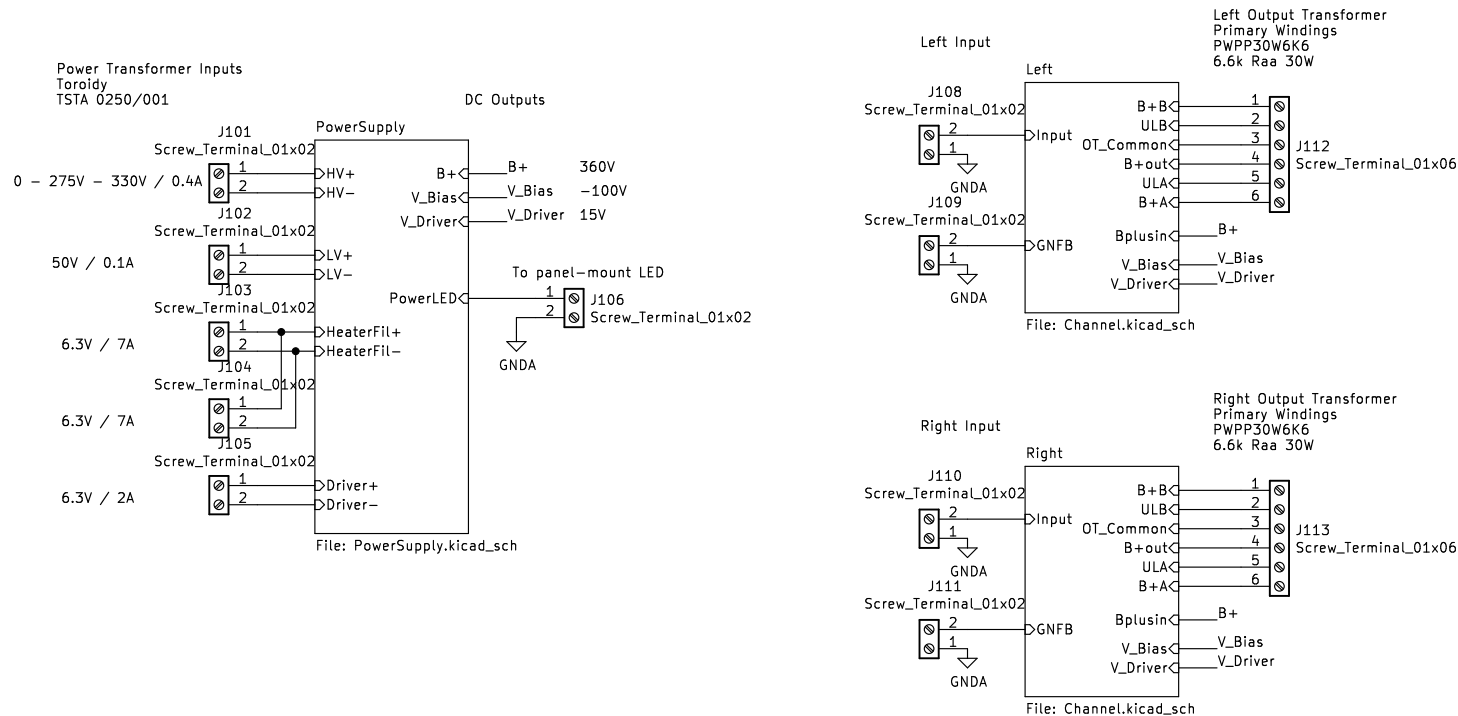 Power Transformer Inputs
Toroidy
TSTA 0250/001
DC Outputs
PowerSupply
J101
Screw_Terminal_01x02
0 - 275V - 330V / 0.4A
1
2
HV+
HV-
J102
Screw_Terminal_01x02
50V / 0.1A
1
2
LV+
LV-
J103
Screw_Terminal_01x02
6.3V / 7A
1
2
HeaterFil+
HeaterFil-
J104
Screw_Terminal_01x02
6.3V / 7A
1
2
J105
Screw_Terminal_01x02
6.3V / 2A
1
2
Driver+
Driver-
B+
B+
360V
V_Bias
V_Bias
-100V
V_Driver
V_Driver
15V
To panel-mount LED
PowerLED
1
2
J106
Screw_Terminal_01x02
GNDA
File: PowerSupply.kicad_sch
Left Input
Left
Left Output Transformer
Primary Windings
PWPP30W6K6
6.6k Raa 30W
J108
Screw_Terminal_01x02
2
1
Input
GNDA
J109
Screw_Terminal_01x02
2
1
GNFB
GNDA
B+B
1
ULB
2
OT_Common
3
B+out
4
ULA
5
B+A
6
J112
Screw_Terminal_01x06
Bplusin
B+
V_Bias
V_Bias
V_Driver
V_Driver
File: Channel.kicad_sch
Right Input
Right
Right Output Transformer
Primary Windings
PWPP30W6K6
6.6k Raa 30W
J110
Screw_Terminal_01x02
2
1
Input
GNDA
J111
Screw_Terminal_01x02
2
1
GNFB
GNDA
B+B
1
ULB
2
OT_Common
3
B+out
4
ULA
5
B+A
6
J113
Screw_Terminal_01x06
Bplusin
B+
V_Bias
V_Bias
V_Driver
V_Driver
File: Channel.kicad_sch